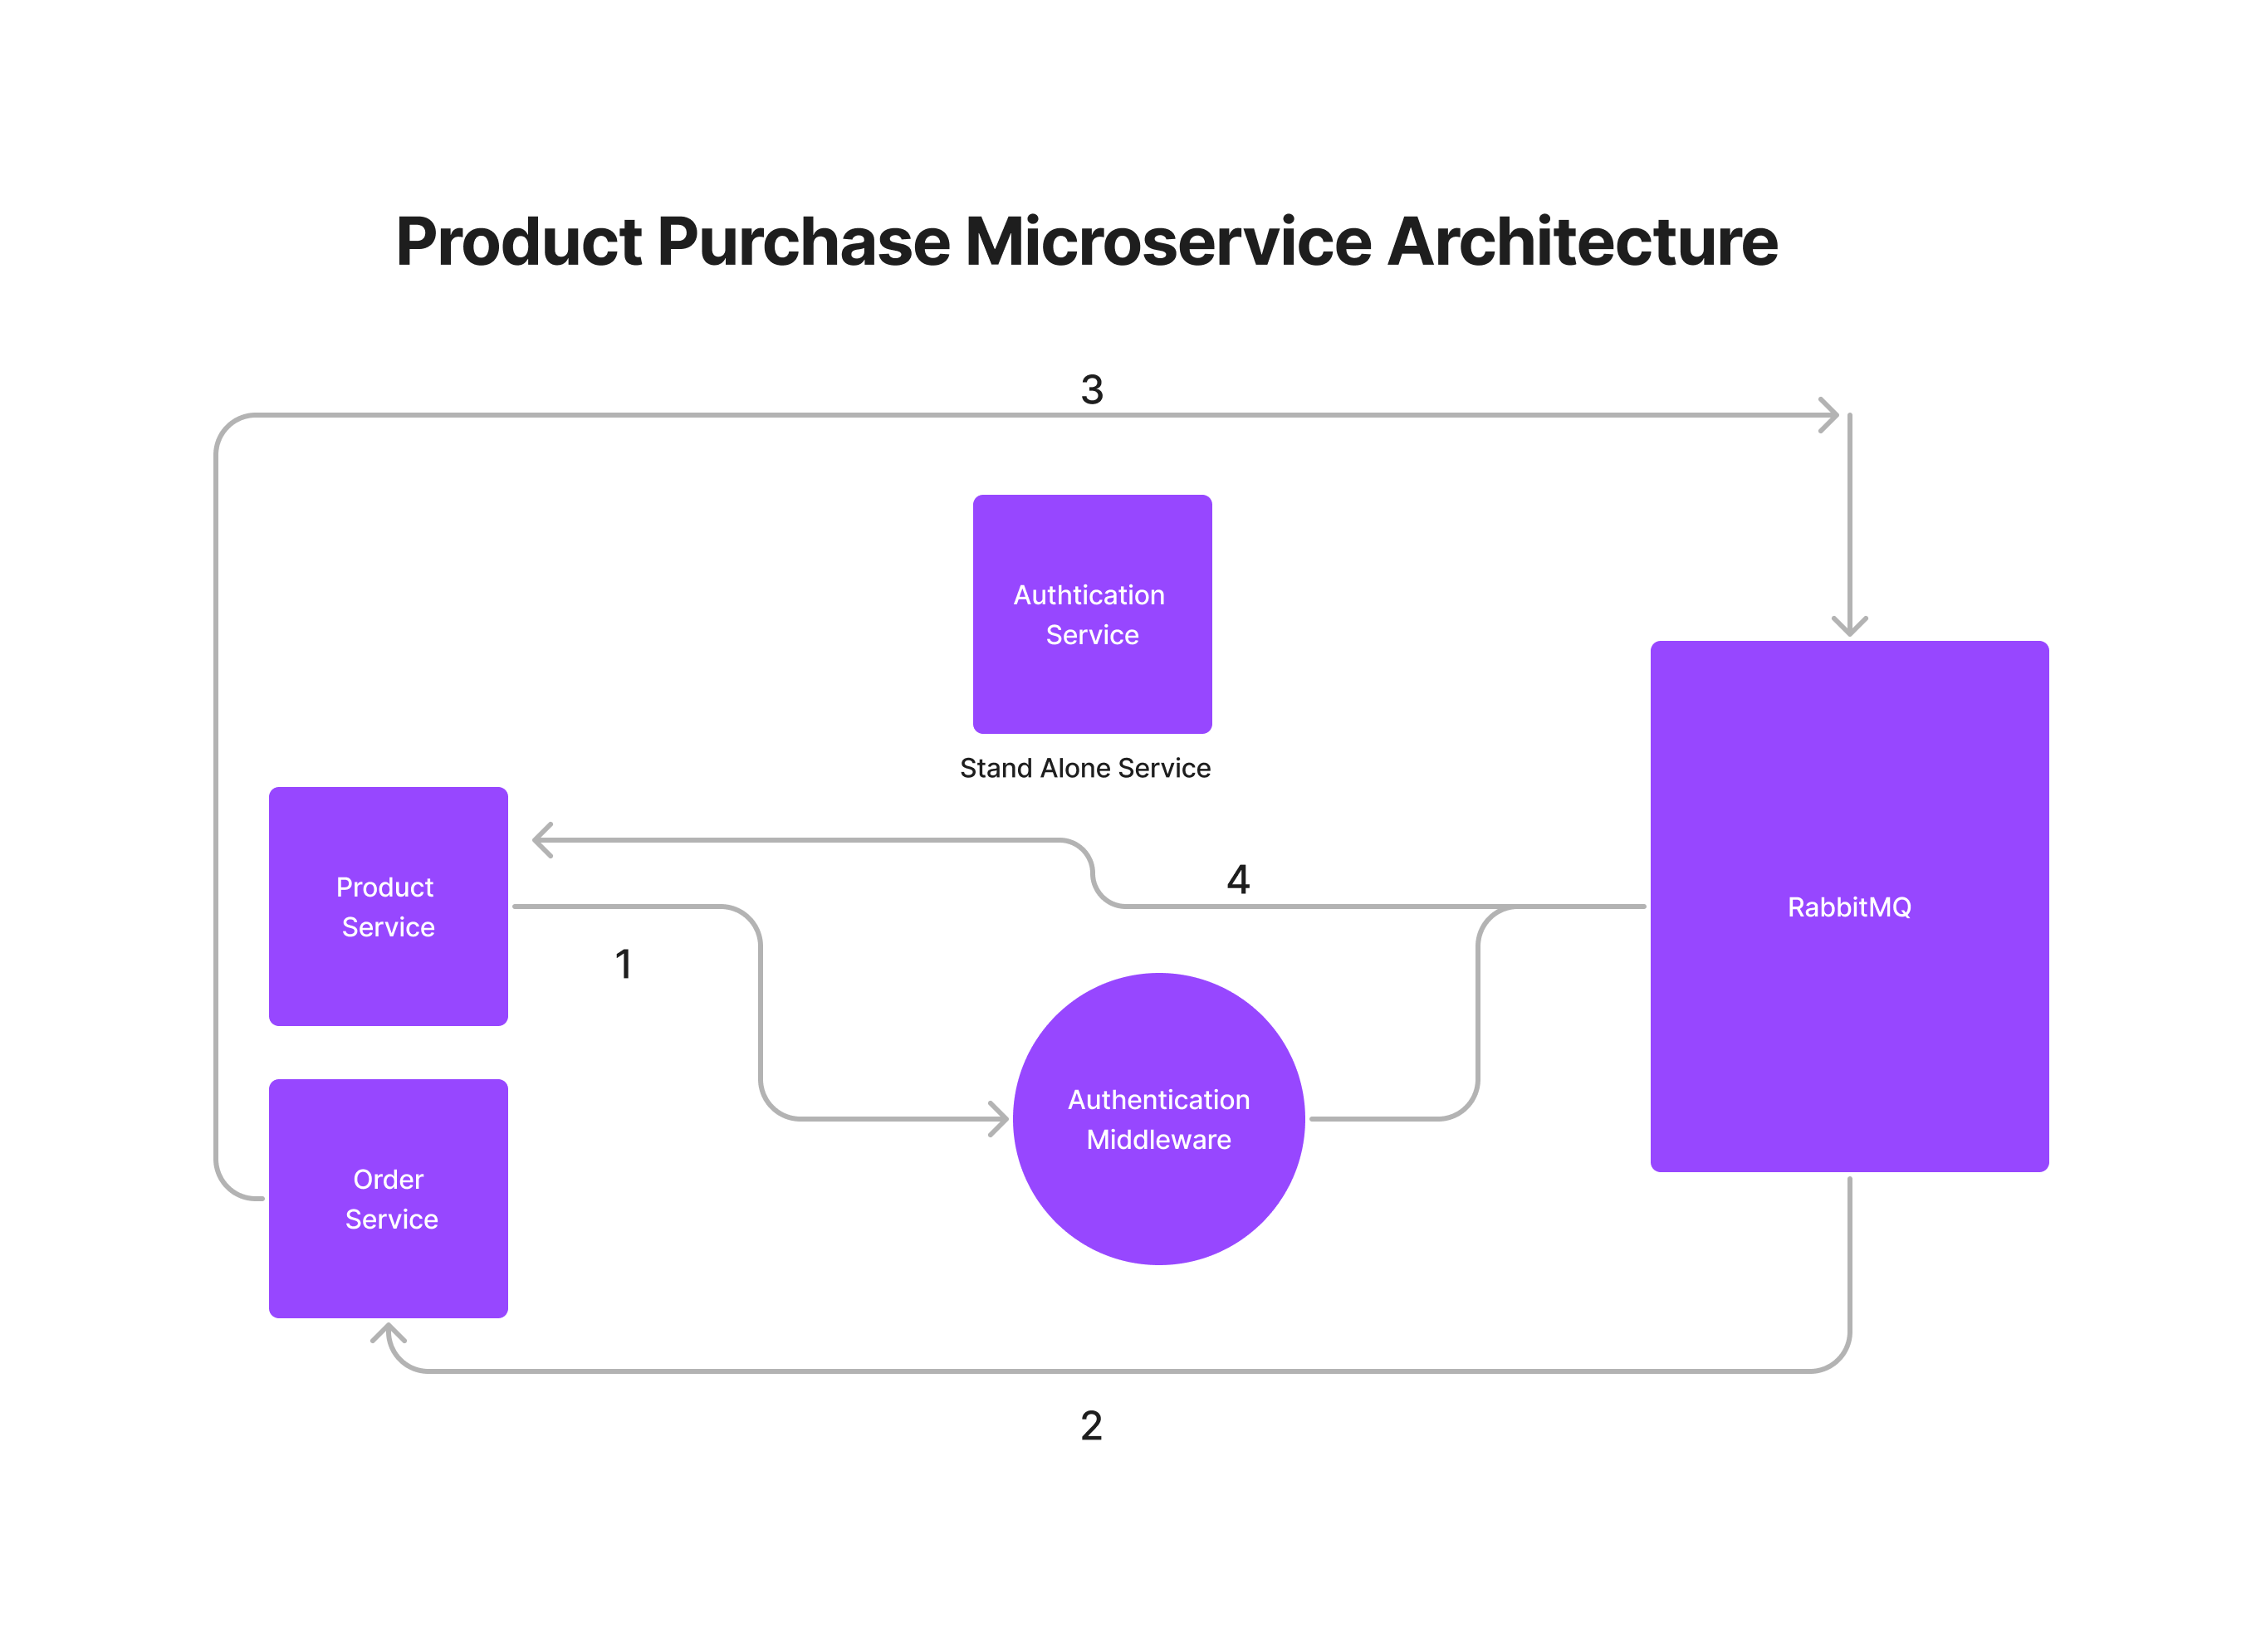 Product Purchase Microservice Architecture
3
Authtication
Service
Stand Alone Service
Product
Service
4
RabbitMQ
1
Authentication
Middleware
Order
Service
2